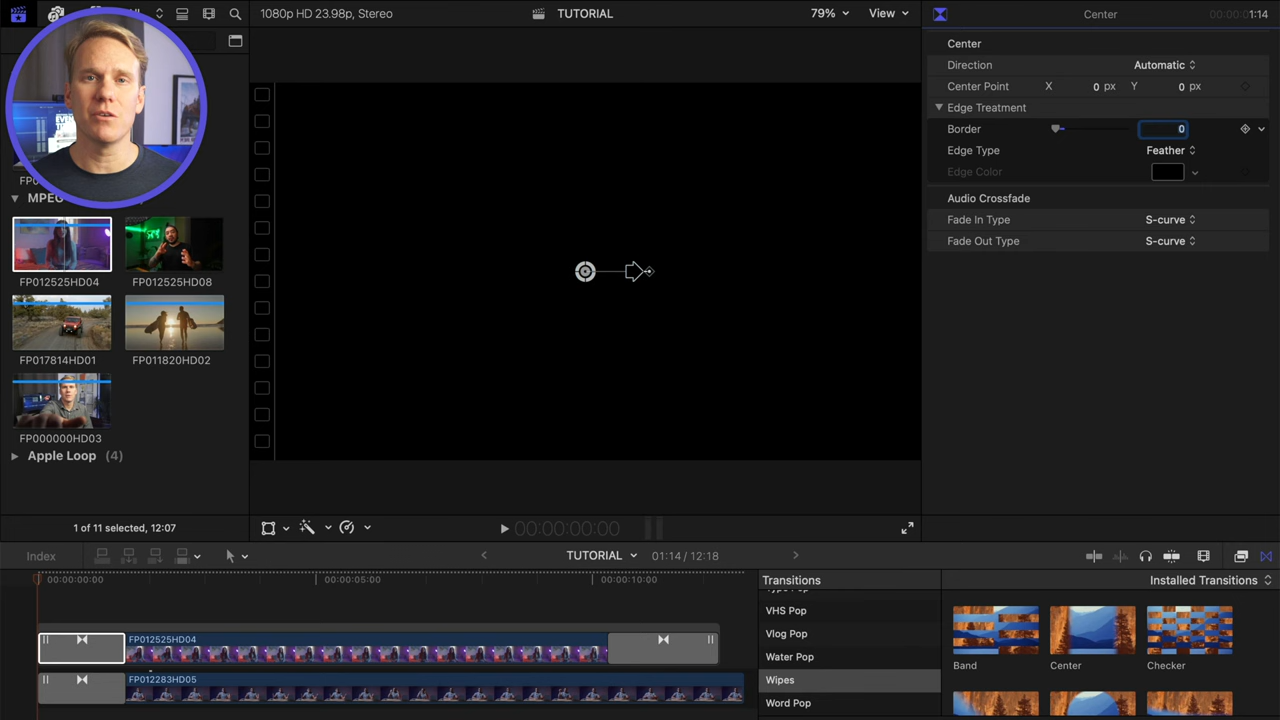 1080p HD 23.98p, Stereo
TUTORIAL
79%
View
Center
00:00:00:01:14
Center
Direction
Automatic
Center Point
X
0 px
Y
0 px
Edge Treatment
Border
0
Edge Type
Feather
Edge Color
Audio Crossfade
Fade In Type
S-curve
Fade Out Type
S-curve
FP012525HD04
FP012525HD08
FP017814HD01
FP011820HD02
FP000000HD03
Apple Loop (4)
1 of 11 selected, 12:07
00:00:00:00
Index
TUTORIAL
01:14 / 12:18
00:00:00:00
00:00:05:00
00:00:10:00
FP012525HD04
FP012283HD05
Transitions
Installed Transitions
VHS Pop
Vlog Pop
Water Pop
Wipes
Word Pop
Band
Center
Checker